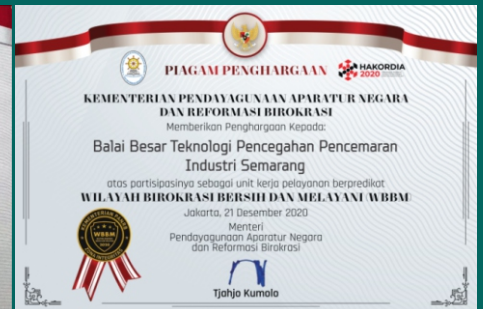 PIAGAM PENGHARGAAN
HAKORDIA
2020
KEMENTERIAN PENDAYAGUNAAN APARATUR NEGARA
DAN REFORMASI BIROKRASI
Memberikan Penghargaan Kepada:
Balai Besar Teknologi Pencegahan Pencemaran
Industri Semarang
atas partisipasinya sebagai unit kerja pelayanan berpredikat
WILAYAH BIROKRASI BERSIH DAN MELAYANI (WBBM)
Jakarta, 21 Desember 2020
Menteri
Pendayagunaan Aparatur Negara
dan Reformasi Birokrasi
WBBM
Tjahjo Kumolo